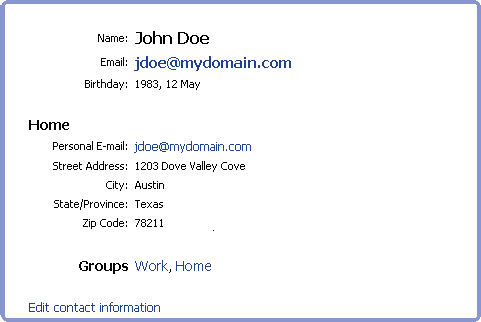 Name: John Doe
Email: jdoe@mydomain.com
Birthday: 1983, 12 May
Home
Personal E-mail: jdoe@mydomain.com
Street Address: 1203 Dove Valley Cove
City: Austin
State/Province: Texas
Zip Code: 78211
Groups Work, Home
Edit contact information